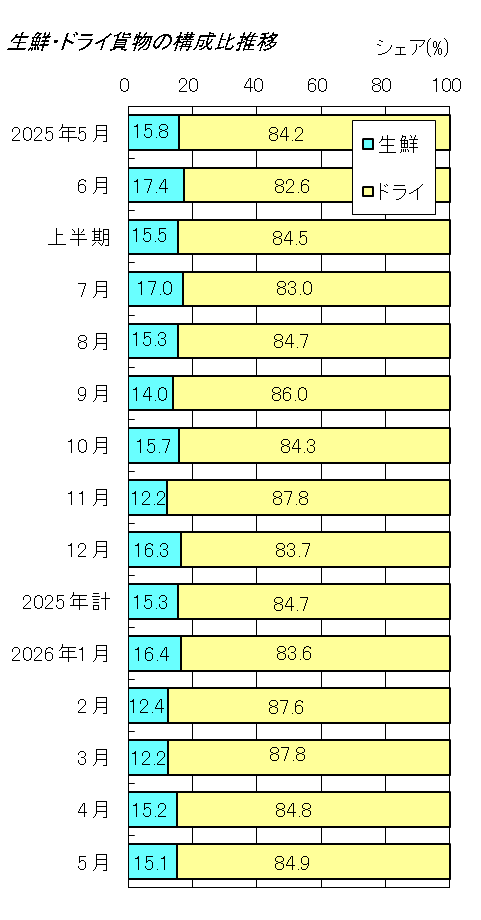 生鮮・ドライ貨物の構成比推移
シェア(%)
0 20 40 60 80 100
2025年5月 15.8 84.2
生鮮
6月 17.4 82.6
ドライ
上半期 15.5 84.5
7月 17.0 83.0
8月 15.3 84.7
9月 14.0 86.0
10月 15.7 84.3
11月 12.2 87.8
12月 16.3 83.7
2025年計 15.3 84.7
2026年1月 16.4 83.6
2月 12.4 87.6
3月 12.2 87.8
4月 15.2 84.8
5月 15.1 84.9